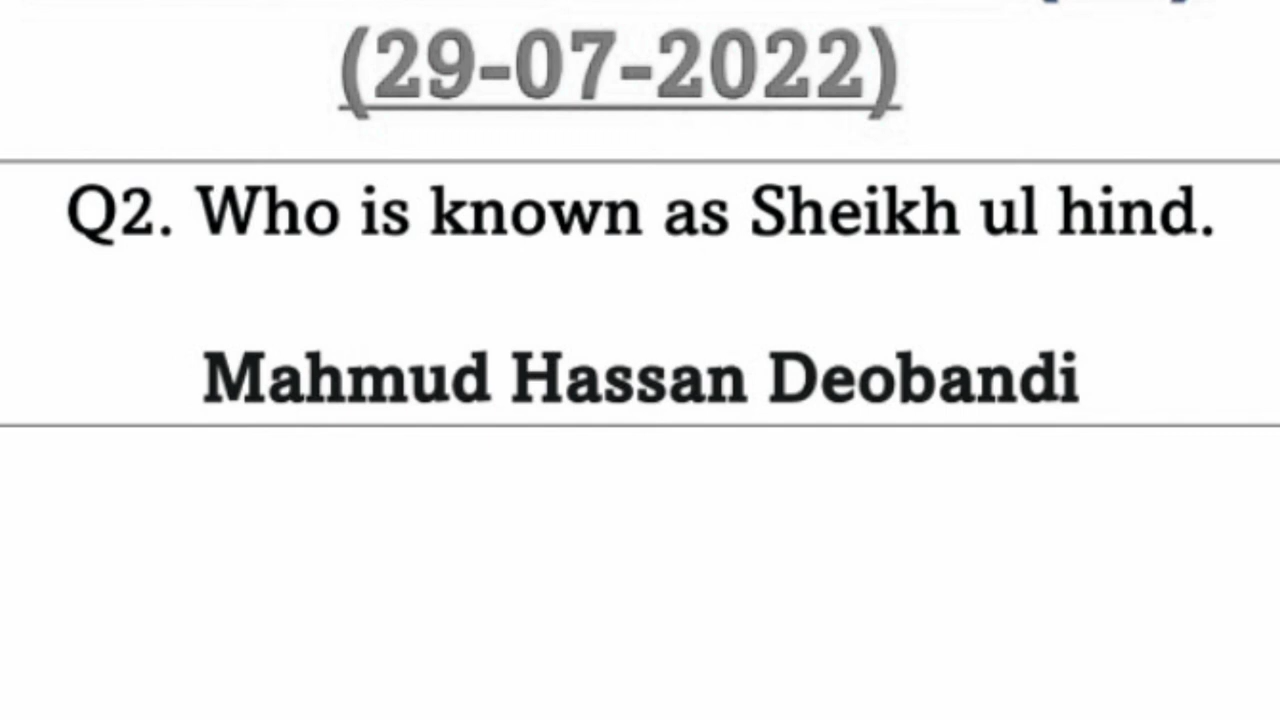 (29-07-2022)
Q2. Who is known as Sheikh ul hind.
Mahmud Hassan Deobandi